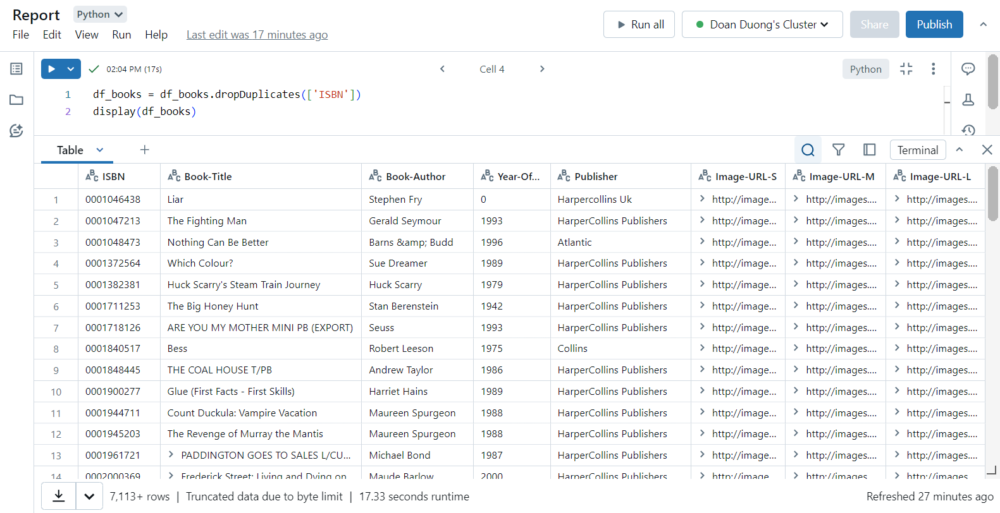 Report Python
File Edit View Run Help Last edit was 17 minutes ago
Run all Doan Duong's Cluster Share Publish
02:04 PM (17s) Cell 4 Python
1 df_books = df_books.dropDuplicates(['ISBN'])
2 display(df_books)
Table + Terminal
ISBN Book-Title Book-Author Year-Of... Publisher Image-URL-S Image-URL-M Image-URL-L
1 0001046438 Liar Stephen Fry 0 Harpercollins Uk http://image... http://images.... http://images....
2 0001047213 The Fighting Man Gerald Seymour 1993 HarperCollins Publishers http://image... http://images.... http://images....
3 0001048473 Nothing Can Be Better Barns &amp; Budd 1996 Atlantic http://image... http://images.... http://images....
4 0001372564 Which Colour? Sue Dreamer 1989 HarperCollins Publishers http://image... http://images.... http://images....
5 0001382381 Huck Scarry's Steam Train Journey Huck Scarry 1979 HarperCollins Publishers http://image... http://images.... http://images....
6 0001711253 The Big Honey Hunt Stan Berenstein 1942 HarperCollins Publishers http://image... http://images.... http://images....
7 0001718126 ARE YOU MY MOTHER MINI PB (EXPORT) Seuss 1993 HarperCollins Publishers http://image... http://images.... http://images....
8 0001840517 Bess Robert Leeson 1975 Collins http://image... http://images.... http://images....
9 0001848445 THE COAL HOUSE T/PB Andrew Taylor 1986 HarperCollins Publishers http://image... http://images.... http://images....
10 0001900277 Glue (First Facts - First Skills) Harriet Hains 1989 HarperCollins Publishers http://image... http://images.... http://images....
11 0001944711 Count Duckula: Vampire Vacation Maureen Spurgeon 1988 HarperCollins Publishers http://image... http://images.... http://images....
12 0001945203 The Revenge of Murray the Mantis Maureen Spurgeon 1988 HarperCollins Publishers http://image... http://images.... http://images....
13 0001961721 PADDINGTON GOES TO SALES L/CU... Michael Bond 1987 HarperCollins Publishers http://image... http://images.... http://images....
14 0002000369 Frederick Street: Living and Dying on Maude Barlow 2000 HarperCollins Publishers http://image http://images http://images
7,113+ rows | Truncated data due to byte limit | 17.33 seconds runtime Refreshed 27 minutes ago